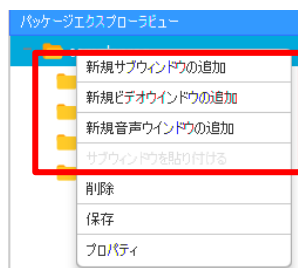 パッケージエクスプローラビュー
新規サブウィンドウの追加
新規ビデオウインドウの追加
新規音声ウインドウの追加
サブウィンドウを貼り付ける
削除
保存
プロパティ